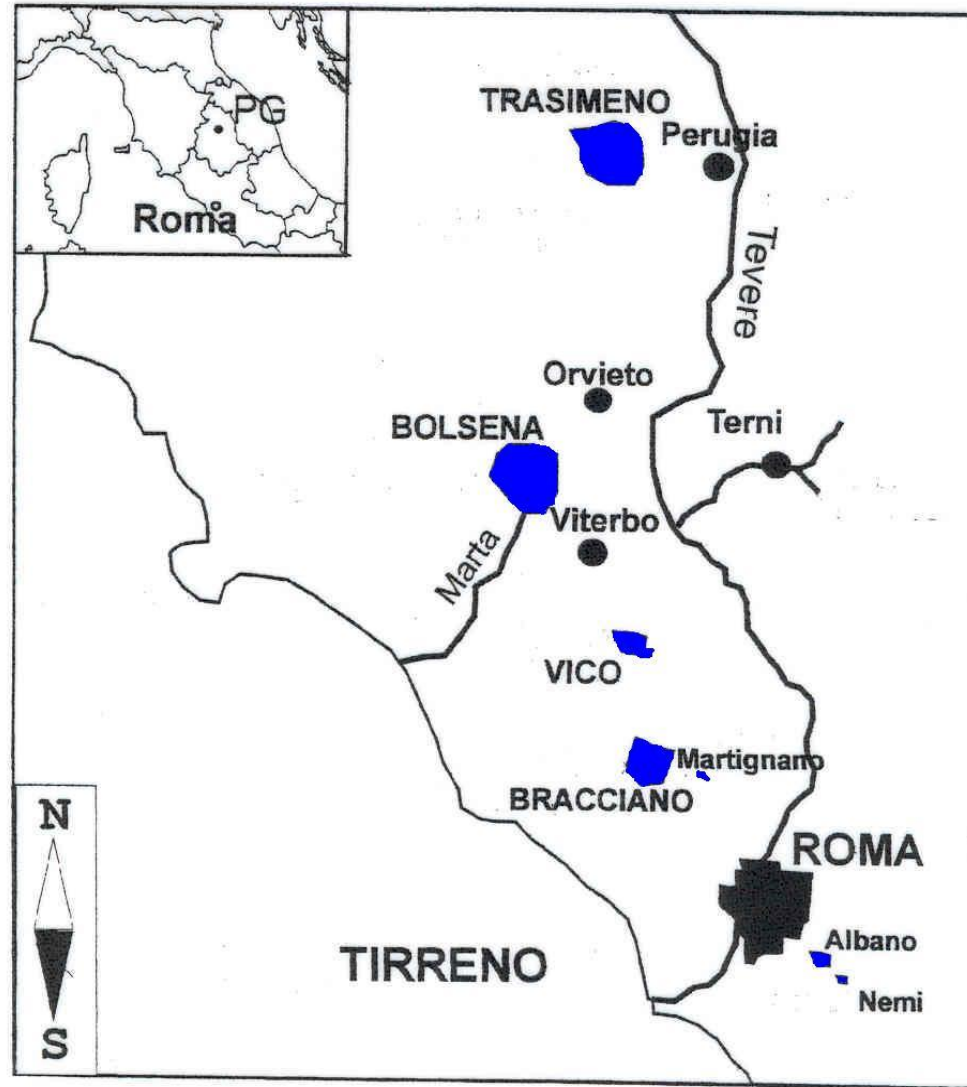 PG
Roma
TRASIMENO
Perugia
Tevere
Orvieto
BOLSENA
Terni
Viterbo
Marta
VICO
Martignano
BRACCIANO
N
ROMA
Albano
TIRRENO
Nemi
S